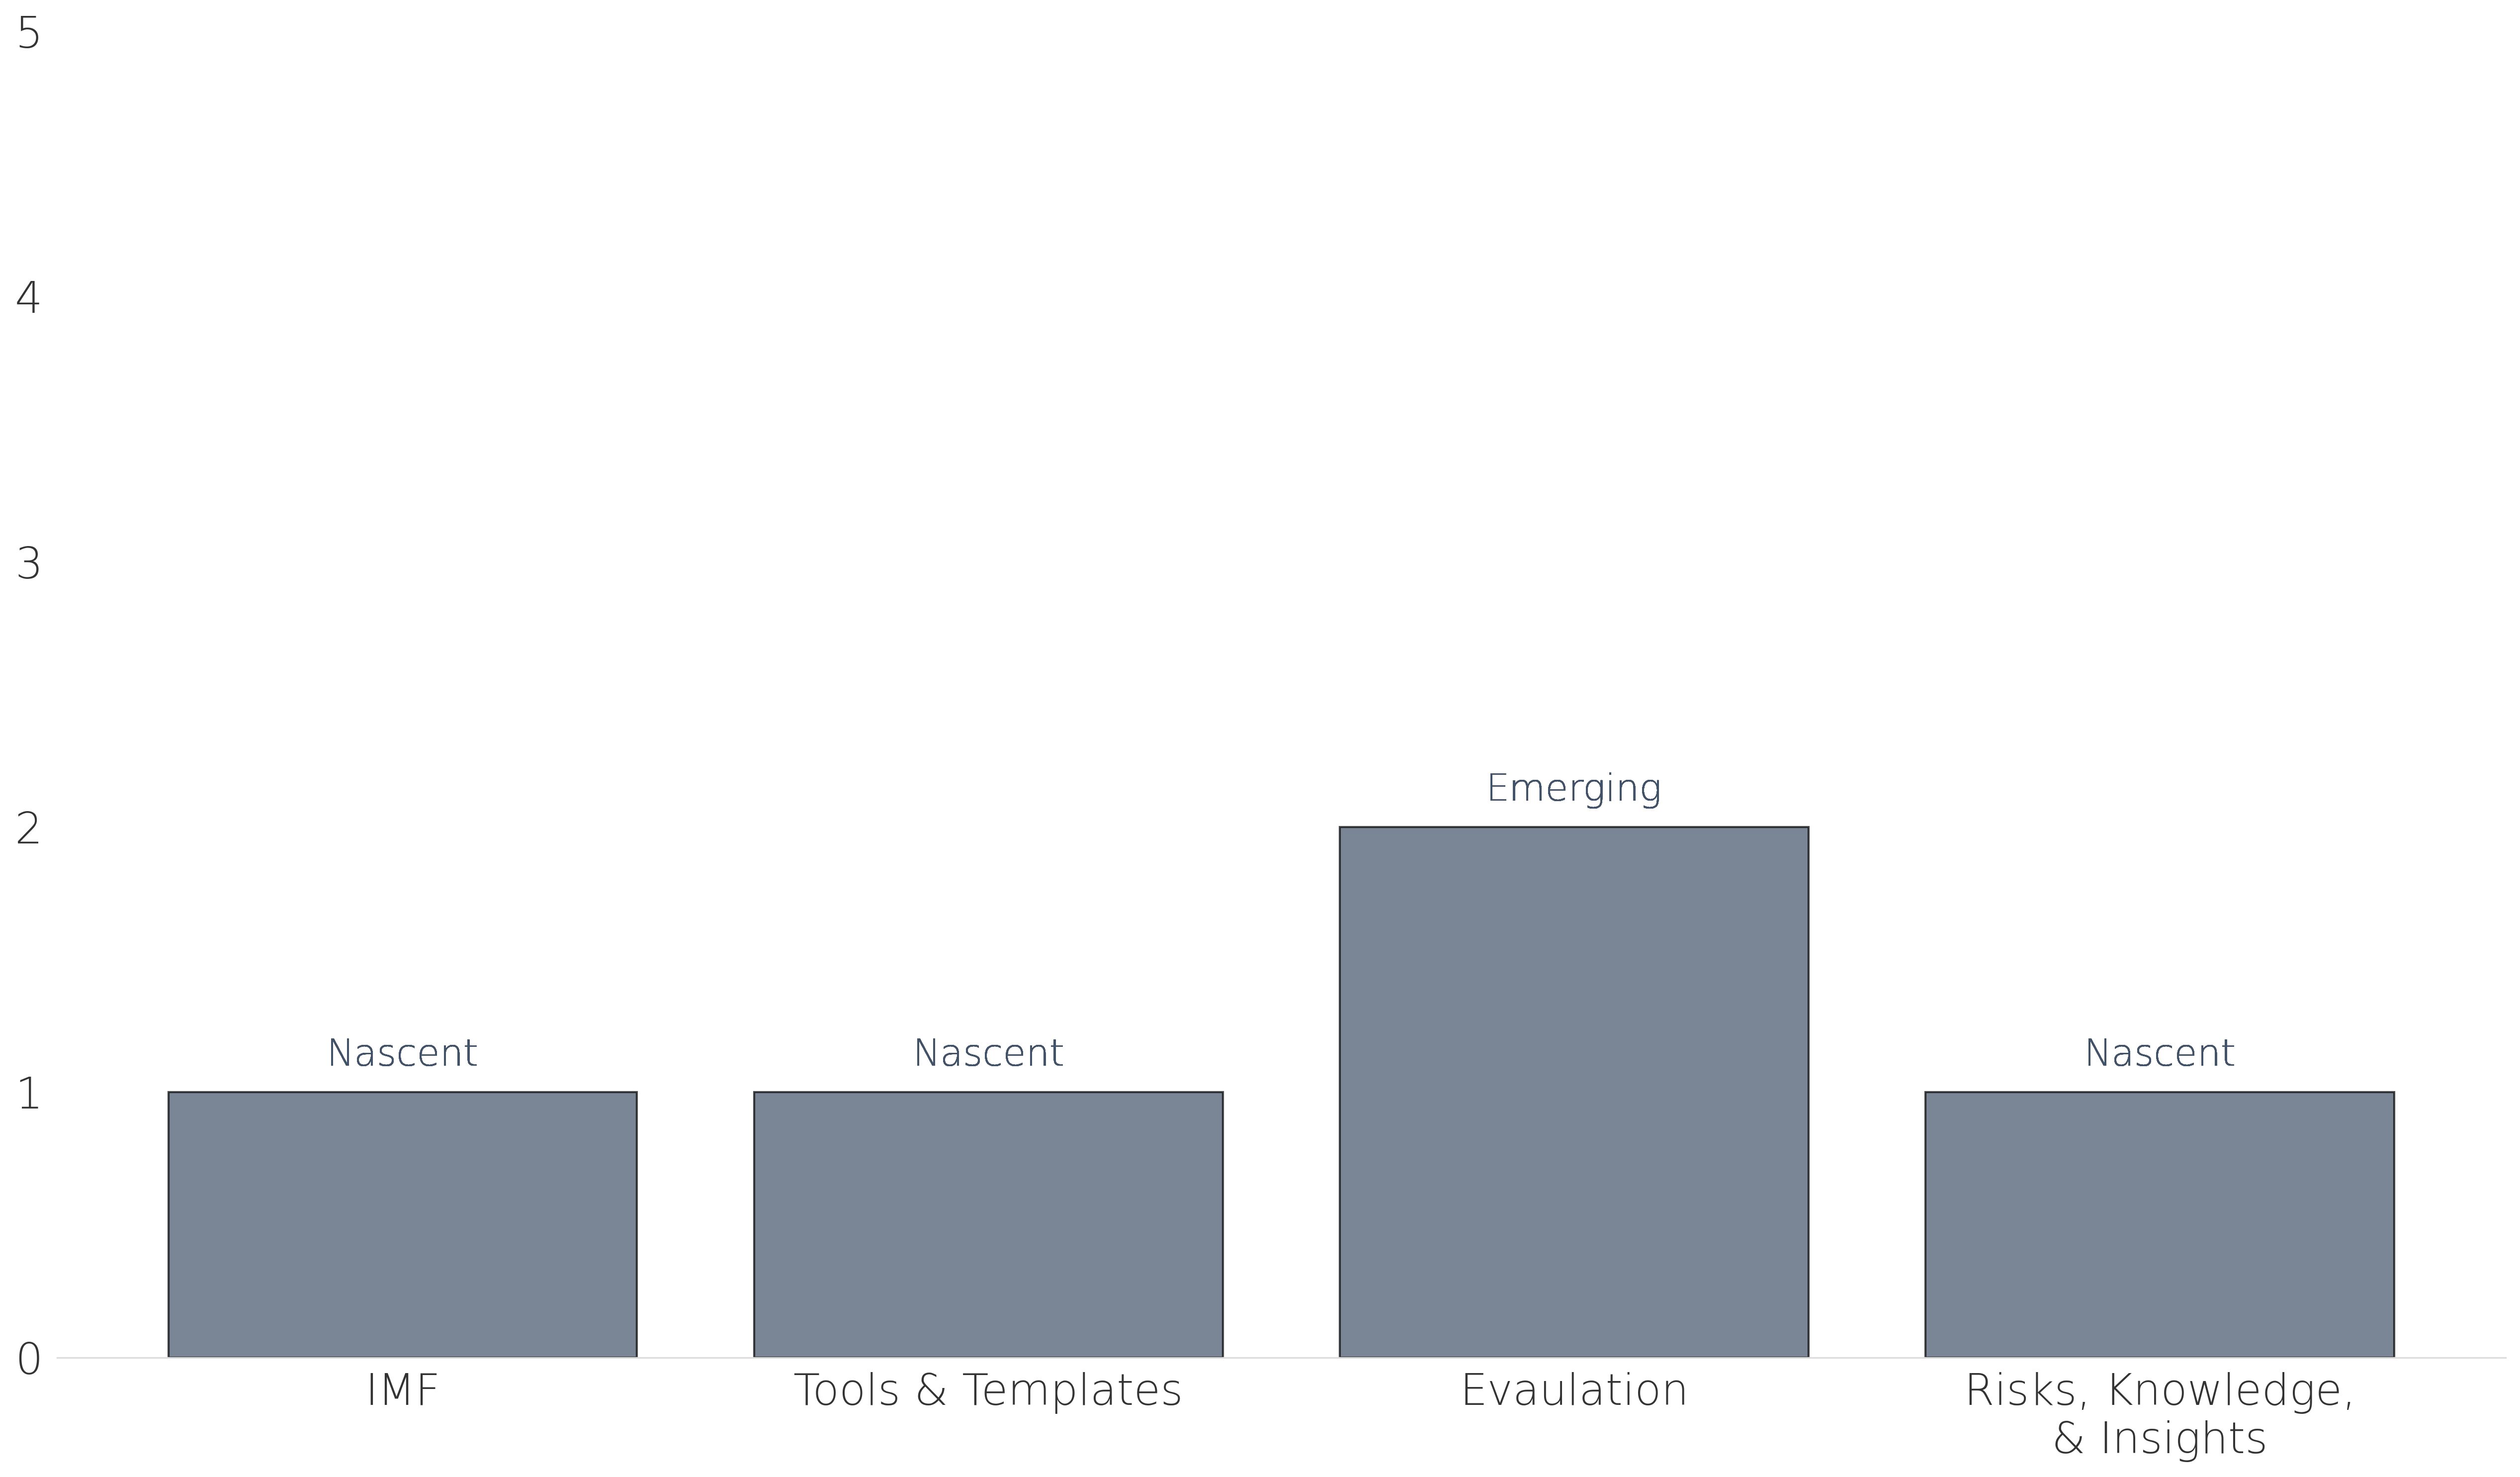 5
4
3
2
1
0
Emerging
Nascent
Nascent
Nascent
IMF
Tools & Templates
Evaulation
Risks, Knowledge,
& Insights